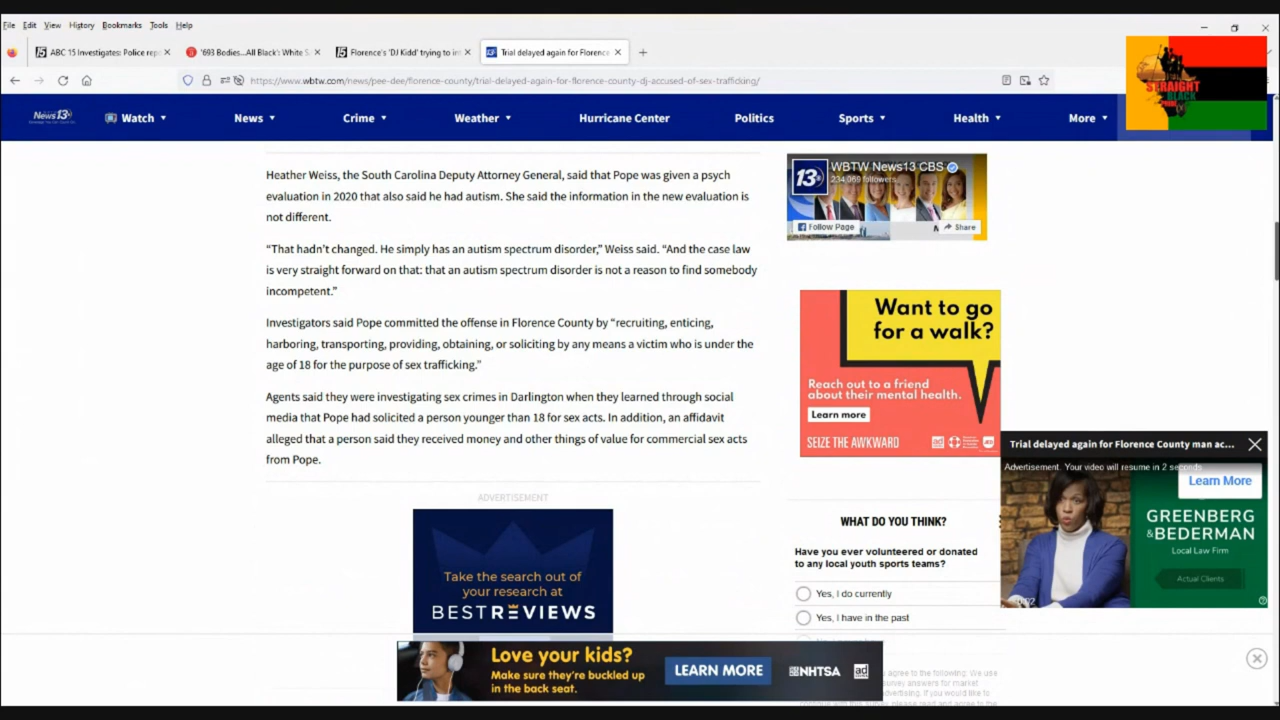 File Edit View History Bookmarks Tools Help
ABC 15 Investigates: Police rep
'693 Bodies...All Black's White S
Florence's 'DJ Kidd' trying to in
Trial delayed again for Florence
https://www.wbtw.com/news/pee-dee/florence-county/trial-delayed-again-for-florence-county-dj-accused-of-sex-trafficking/
STRAIGHT
BLACK
PRIDE
News13
Watch News Crime Weather Hurricane Center Politics Sports Health More
Heather Weiss, the South Carolina Deputy Attorney General, said that Pope was given a psych
evaluation in 2020 that also said he had autism. She said the information in the new evaluation is
not different.
“That hadn’t changed. He simply has an autism spectrum disorder,” Weiss said. “And the case law
is very straight forward on that: that an autism spectrum disorder is not a reason to find somebody
incompetent.”
Investigators said Pope committed the offense in Florence County by “recruiting, enticing,
harboring, transporting, providing, obtaining, or soliciting by any means a victim who is under the
age of 18 for the purpose of sex trafficking.”
Agents said they were investigating sex crimes in Darlington when they learned through social
media that Pope had solicited a person younger than 18 for sex acts. In addition, an affidavit
alleged that a person said they received money and other things of value for commercial sex acts
from Pope.
ADVERTISEMENT
Take the search out of
your research at
BESTREVIEWS
13
WBTW News13 CBS
234,069 followers
Follow Page
Share
Want to go
for a walk?
Reach out to a friend
about their mental health.
Learn more
SEIZE THE AWKWARD
WHAT DO YOU THINK?
Have you ever volunteered or donated
to any local youth sports teams?
Yes, I do currently
Yes, I have in the past
Trial delayed again for Florence County man ac...
Advertisement. Your video will resume in 2 seconds
Learn More
GREENBERG
&BEDERMAN
Local Law Firm
Actual Clients
Love your kids?
Make sure they're buckled up
in the back seat.
LEARN MORE
NHTSA
ad
agree to the following: We use
survey answers for market